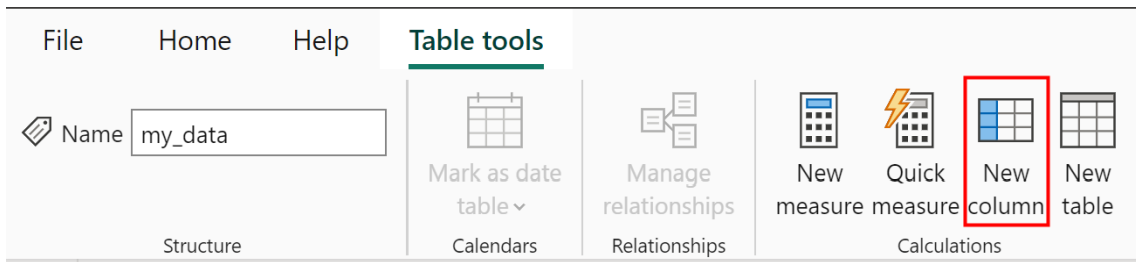 File Home Help Table tools
Name my_data
Mark as date
table
Manage
relationships
New
measure
Quick
measure
New
column
New
table
Structure Calendars Relationships Calculations